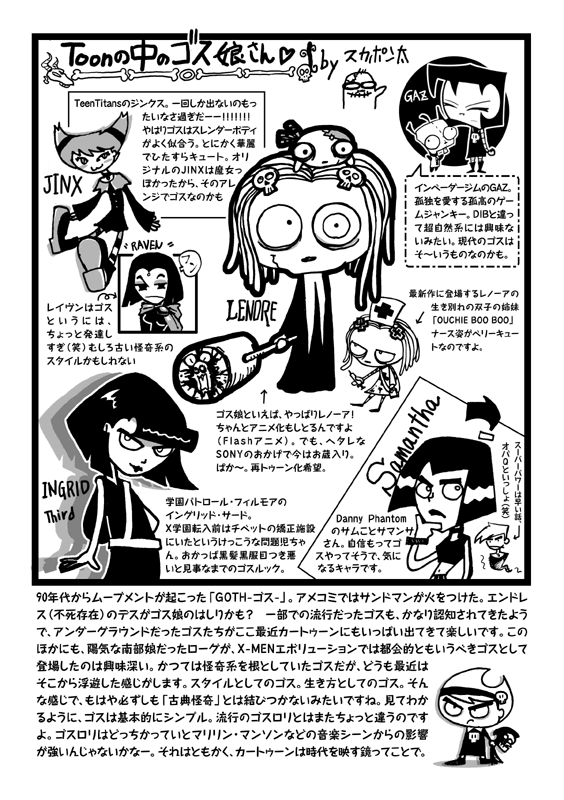 Toonの中のゴス娘さん♡
by スカポン太
TeenTitansのジンクス。一回しか出ないのもっ
たいなさ過ぎだーー!!!!!!!
やはりゴスはスレンダーボディ
がよく似合う。とにかく華麗
でひたすらキュート。オリ
ジナルのJINXは魔女っ
ぽかったから、そのアレ
ンジでゴスなのかも
JINX
GAZ
インベーダージムのGAZ。
孤独を愛する孤高のゲー
ムジャンキー。DIBと違っ
て超自然系には興味な
いみたい。現代のゴスは
そ〜いうものなのかも。
RAVEN
レイヴンはゴス
というには、
ちょっと発達し
すぎ(笑)むしろ古い怪奇系の
スタイルかもしれない
LENORE
最新作に登場するレノーアの
生き別れの双子の姉妹
「OUCHIE BOO BOO」
ナース姿がベリーキュー
トなのですよ。
ゴス娘といえば、やっぱりレノーア!
ちゃんとアニメ化もしとるんですよ
(Flashアニメ)。でも、ヘタレな
SONYのおかげで今はお蔵入り。
ばか〜。再トゥーン化希望。
INGRID
Third
学園パトロール・フィルモアの
イングリッド・サード。
X学園転入前はチベットの矯正施設
にいたというけっこうな問題児ちゃ
ん。おかっぱ黒髪黒服目つき悪
いと見事なまでのゴスルック。
Samantha
スーパーパワーは早い話、
オバQといっしょ(笑)
Danny Phantom
のサムことサマンサ
さん。自信もってゴ
スやってそうで、気に
なるキャラです。
90年代からムーブメントが起こった「GOTH-ゴス-」。アメコミではサンドマンが火をつけた。エンドレ
ス(不死存在)のデスがゴス娘のはしりかも?　一部での流行だったゴスも、かなり認知されてきたよう
で、アンダーグラウンドだったゴスたちがここ最近カートゥーンにもいっぱい出てきて楽しいです。この
ほかにも、陽気な南部娘だったローグが、X-MENエボリューションでは都会的ともいうべきゴスとして
登場したのは興味深い。かつては怪奇系を根としていたゴスだが、どうも最近は
そこから浮遊した感じがします。スタイルとしてのゴス。生き方としてのゴス。そん
な感じで、もはや必ずしも「古典怪奇」とは結びつかないみたいですね。見てわか
るように、ゴスは基本的にシンプル。流行のゴスロリとはまたちょっと違うのです
よ。ゴスロリはどっちかっていとマリリン・マンソンなどの音楽シーンからの影響
が強いんじゃないかなー。それはともかく、カートゥーンは時代を映す鏡ってことで。